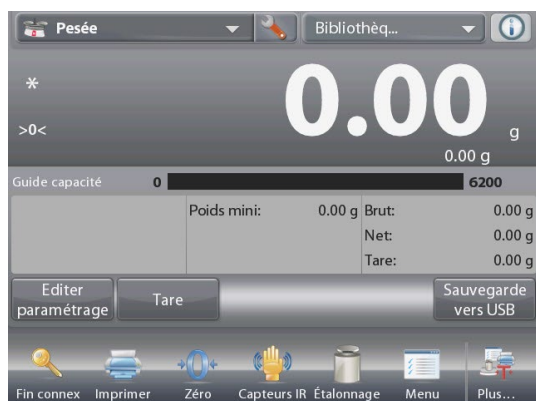 Pesée
Bibliothèq...
*
>0<
0.00 g
0.00 g
Guide capacité 0 6200
Poids mini: 0.00 g Brut: 0.00 g
Net: 0.00 g
Tare: 0.00 g
Editer
paramétrage
Tare
Sauvegarde
vers USB
Fin connex Imprimer Zéro Capteurs IR Étalonnage Menu Plus...